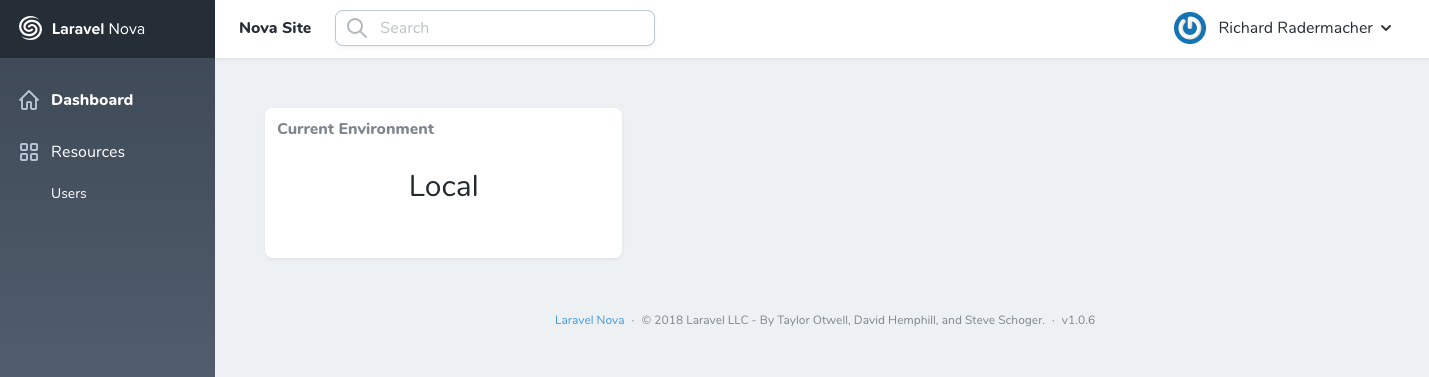 Laravel Nova
Nova Site
Search
Richard Radermacher
Dashboard
Resources
Users
Current Environment
Local
Laravel Nova · © 2018 Laravel LLC - By Taylor Otwell, David Hemphill, and Steve Schoger. · v1.0.6